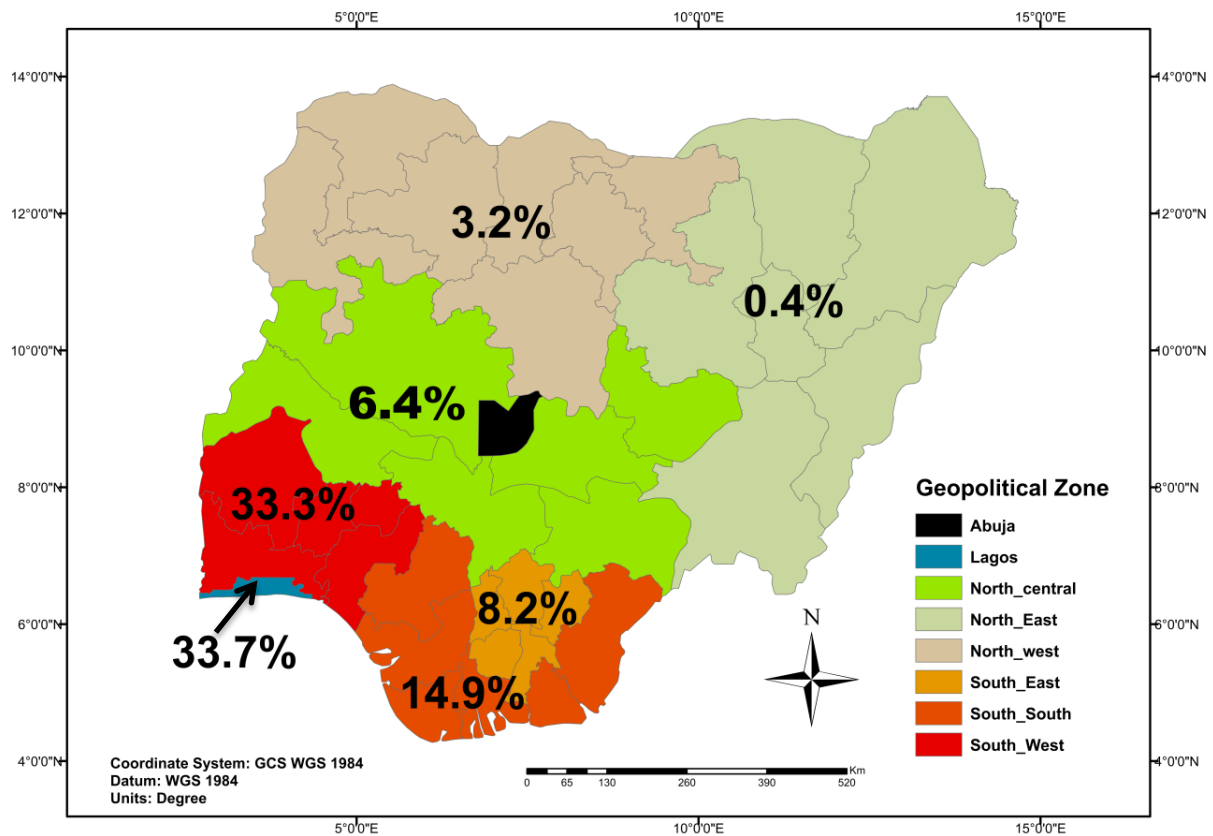 5°0'0"E 10°0'0"E 15°0'0"E
14°0'0"N 14°0'0"N
12°0'0"N 12°0'0"N
3.2%
0.4%
10°0'0"N 10°0'0"N
6.4%
8°0'0"N 8°0'0"N
33.3%
6°0'0"N 6°0'0"N
8.2%
33.7%
14.9%
4°0'0"N 4°0'0"N
Geopolitical Zone
Abuja
Lagos
North_central
North_East
North_west
South_East
South_South
South_West
N
Coordinate System: GCS WGS 1984
Datum: WGS 1984
Units: Degree
Km
0 65 130 260 390 520
5°0'0"E 10°0'0"E 15°0'0"E